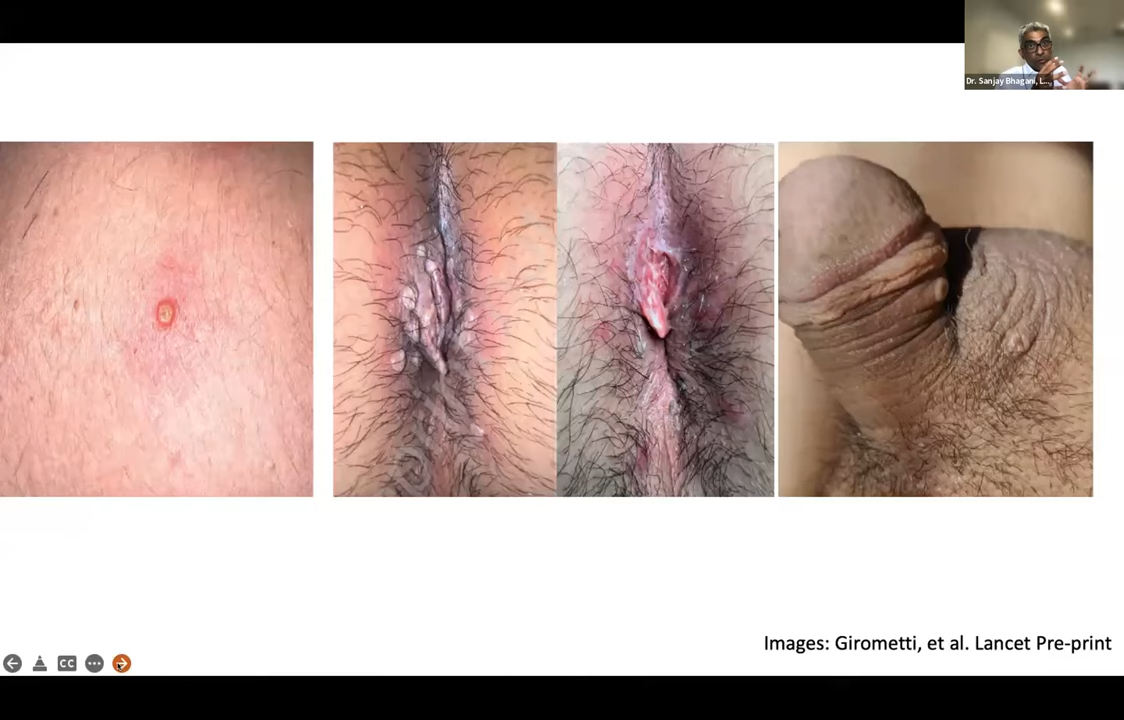 Dr. Sanjay Bhagani, L...
Images: Girometti, et al. Lancet Pre-print
CC